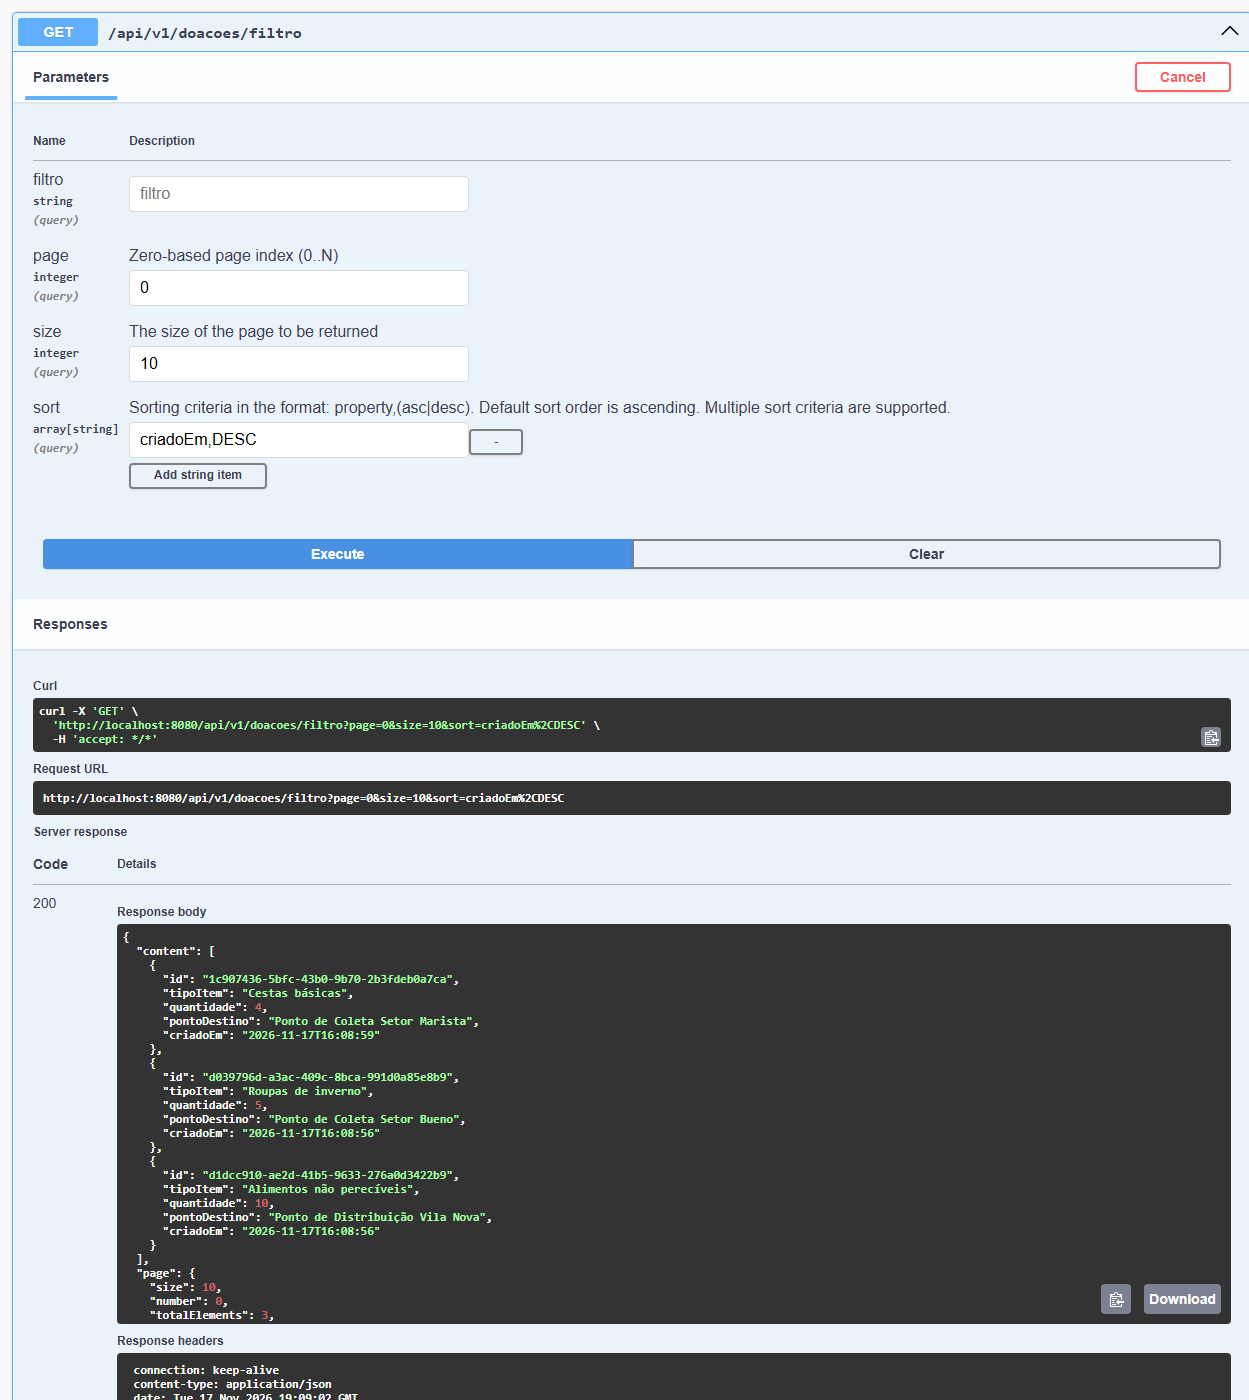 GET /api/v1/doacoes/filtro
Parameters
Cancel
Name Description
filtro
string
(query)
filtro
page
integer
(query)
Zero-based page index (0..N)
0
size
integer
(query)
The size of the page to be returned
10
sort
array[string]
(query)
Sorting criteria in the format: property,(asc|desc). Default sort order is ascending. Multiple sort criteria are supported.
criadoEm,DESC
-
Add string item
Execute
Clear
Responses
Curl
curl -X 'GET' \
'http://localhost:8080/api/v1/doacoes/filtro?page=0&size=10&sort=criadoEm%2CDESC' \
-H 'accept: */*'
Request URL
http://localhost:8080/api/v1/doacoes/filtro?page=0&size=10&sort=criadoEm%2CDESC
Server response
Code Details
200
Response body
{
"content": [
{
"id": "1c907436-5bfc-43b0-9b70-2b3fdeb0a7ca",
"tipoItem": "Cestas básicas",
"quantidade": 4,
"pontoDestino": "Ponto de Coleta Setor Marista",
"criadoEm": "2026-11-17T16:08:59"
},
{
"id": "d039796d-a3ac-409c-8bca-991d0a85e8b9",
"tipoItem": "Roupas de inverno",
"quantidade": 5,
"pontoDestino": "Ponto de Coleta Setor Bueno",
"criadoEm": "2026-11-17T16:08:56"
},
{
"id": "d1dcc910-ae2d-41b5-9633-276a0d3422b9",
"tipoItem": "Alimentos não perecíveis",
"quantidade": 10,
"pontoDestino": "Ponto de Distribuição Vila Nova",
"criadoEm": "2026-11-17T16:08:56"
}
],
"page": {
"size": 10,
"number": 0,
"totalElements": 3,
Download
Response headers
connection: keep-alive
content-type: application/json
date: Tue,17 Nov 2026 19:09:02 GMT